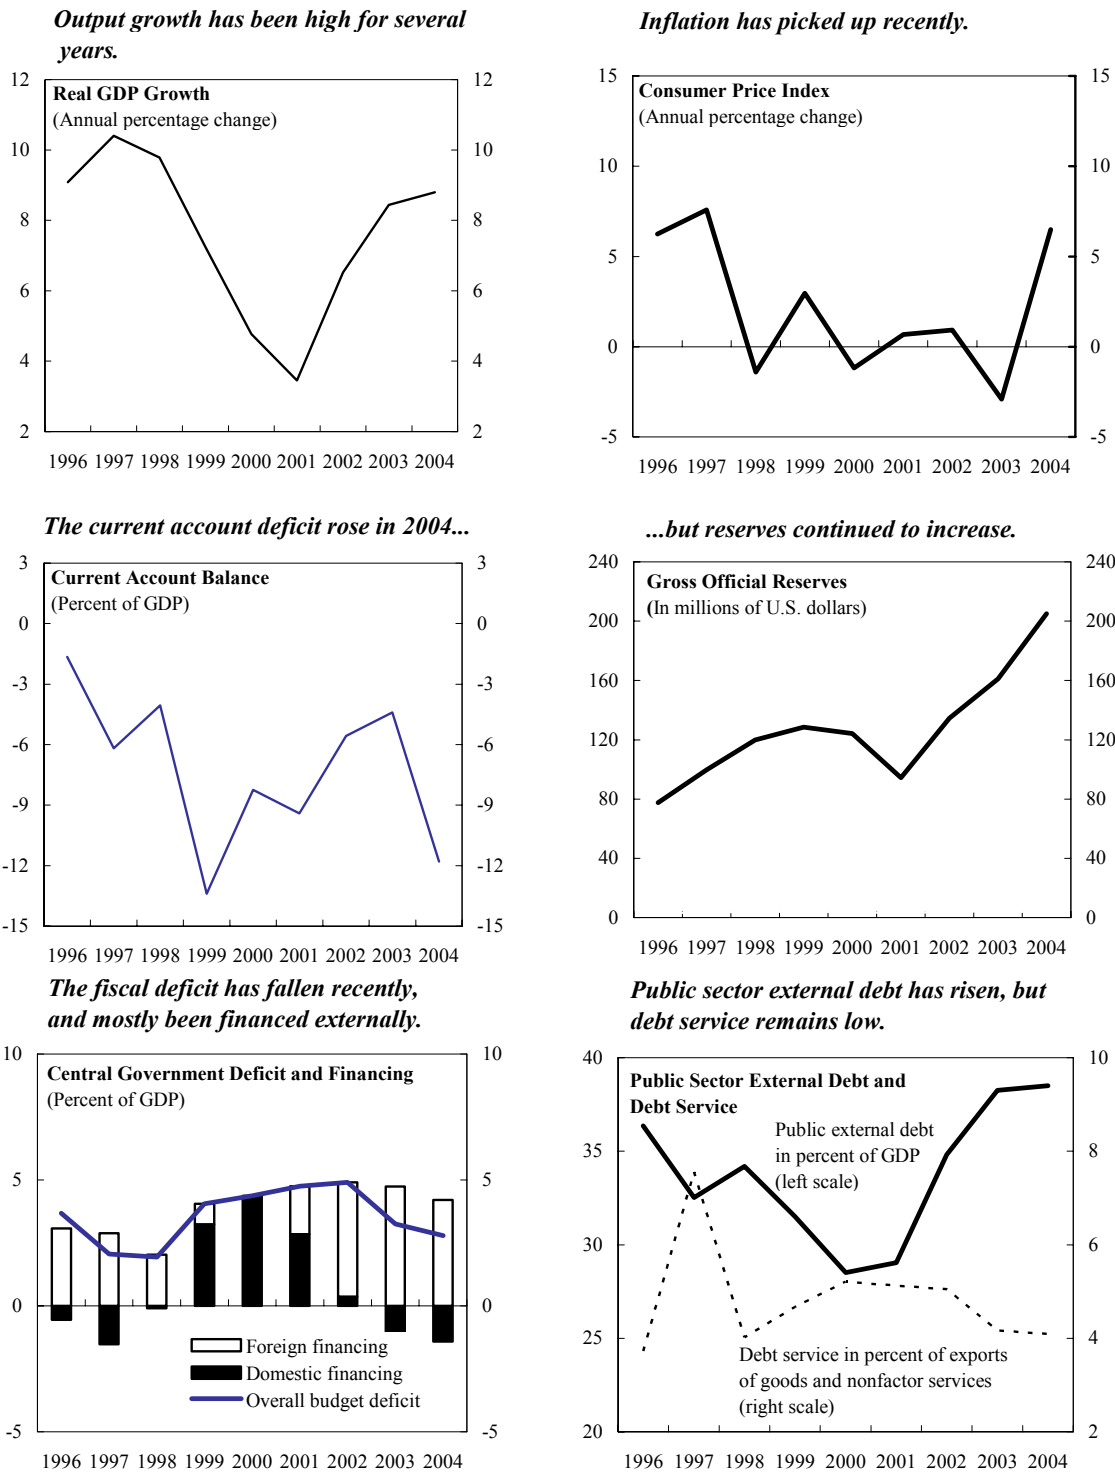 Output growth has been high for several
years.
12
10
8
6
4
2
Real GDP Growth
(Annual percentage change)
12
10
8
6
4
2
1996 1997 1998 1999 2000 2001 2002 2003 2004
Inflation has picked up recently.
15
10
5
0
-5
Consumer Price Index
(Annual percentage change)
15
10
5
0
-5
1996 1997 1998 1999 2000 2001 2002 2003 2004
The current account deficit rose in 2004...
3
0
-3
-6
-9
-12
-15
Current Account Balance
(Percent of GDP)
3
0
-3
-6
-9
-12
-15
1996 1997 1998 1999 2000 2001 2002 2003 2004
...but reserves continued to increase.
240
200
160
120
80
40
0
Gross Official Reserves
(In millions of U.S. dollars)
240
200
160
120
80
40
0
1996 1997 1998 1999 2000 2001 2002 2003 2004
The fiscal deficit has fallen recently,
and mostly been financed externally.
10
5
0
-5
Central Government Deficit and Financing
(Percent of GDP)
Foreign financing
Domestic financing
Overall budget deficit
10
5
0
-5
1996 1997 1998 1999 2000 2001 2002 2003 2004
Public sector external debt has risen, but
debt service remains low.
40
35
30
25
20
Public Sector External Debt and
Debt Service
Public external debt
in percent of GDP
(left scale)
Debt service in percent of exports
of goods and nonfactor services
(right scale)
10
8
6
4
2
1996 1997 1998 1999 2000 2001 2002 2003 2004